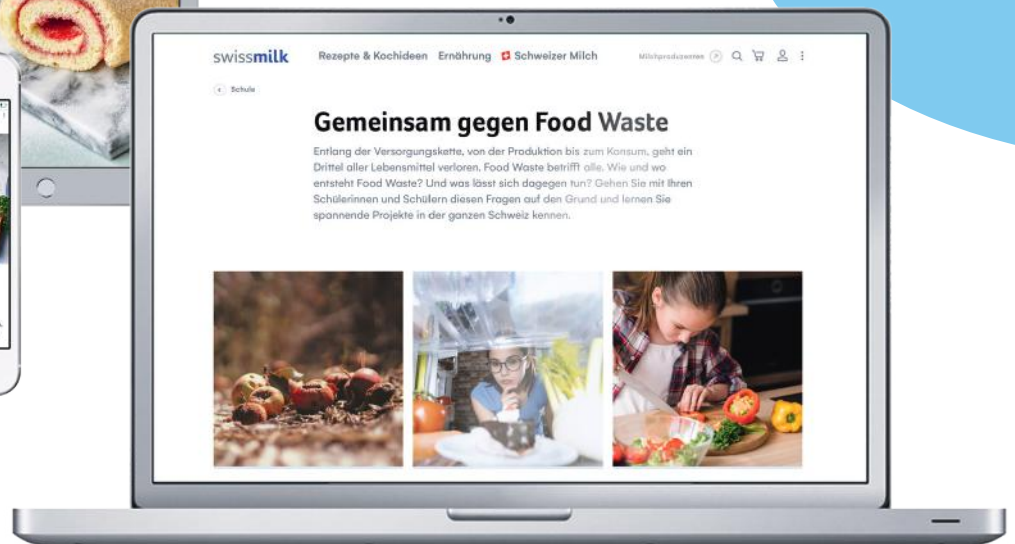 swissmilk
Rezepte & Kochideen Ernährung Schweizer Milch
Milchproduzenten
Schule
Gemeinsam gegen Food Waste
Entlang der Versorgungskette, von der Produktion bis zum Konsum, geht ein
Drittel aller Lebensmittel verloren. Food Waste betrifft alle. Wie und wo
entsteht Food Waste? Und was lässt sich dagegen tun? Gehen Sie mit Ihren
Schülerinnen und Schülern diesen Fragen auf den Grund und lernen Sie
spannende Projekte in der ganzen Schweiz kennen.